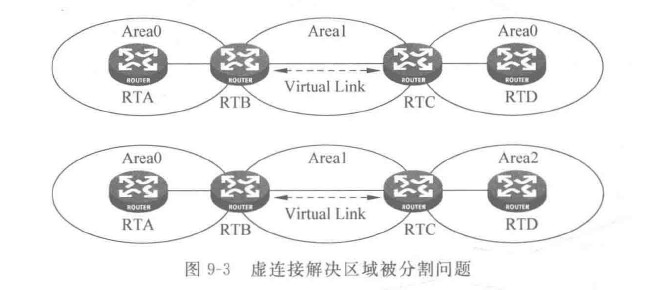 Area0 Area1 Area0
ROUTER ROUTER ROUTER ROUTER
Virtual Link
RTA RTB RTC RTD
Area0 Area1 Area2
ROUTER ROUTER ROUTER ROUTER
Virtual Link
RTA RTB RTC RTD
图 9-3 虚连接解决区域被分割问题